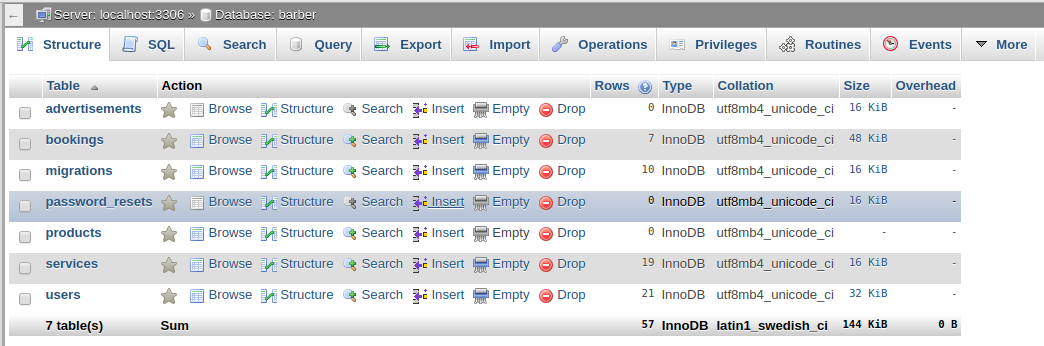 Server: localhost:3306 » Database: barber
Structure SQL Search Query Export Import Operations Privileges Routines Events More
Table Action Rows Type Collation Size Overhead
advertisements Browse Structure Search Insert Empty Drop 0 InnoDB utf8mb4_unicode_ci 16 KiB -
bookings Browse Structure Search Insert Empty Drop 7 InnoDB utf8mb4_unicode_ci 48 KiB -
migrations Browse Structure Search Insert Empty Drop 10 InnoDB utf8mb4_unicode_ci 16 KiB -
password_resets Browse Structure Search Insert Empty Drop 0 InnoDB utf8mb4_unicode_ci 16 KiB -
products Browse Structure Search Insert Empty Drop 0 InnoDB utf8mb4_unicode_ci - -
services Browse Structure Search Insert Empty Drop 19 InnoDB utf8mb4_unicode_ci 16 KiB -
users Browse Structure Search Insert Empty Drop 21 InnoDB utf8mb4_unicode_ci 32 KiB -
7 table(s) Sum 57 InnoDB latin1_swedish_ci 144 KiB 0 B